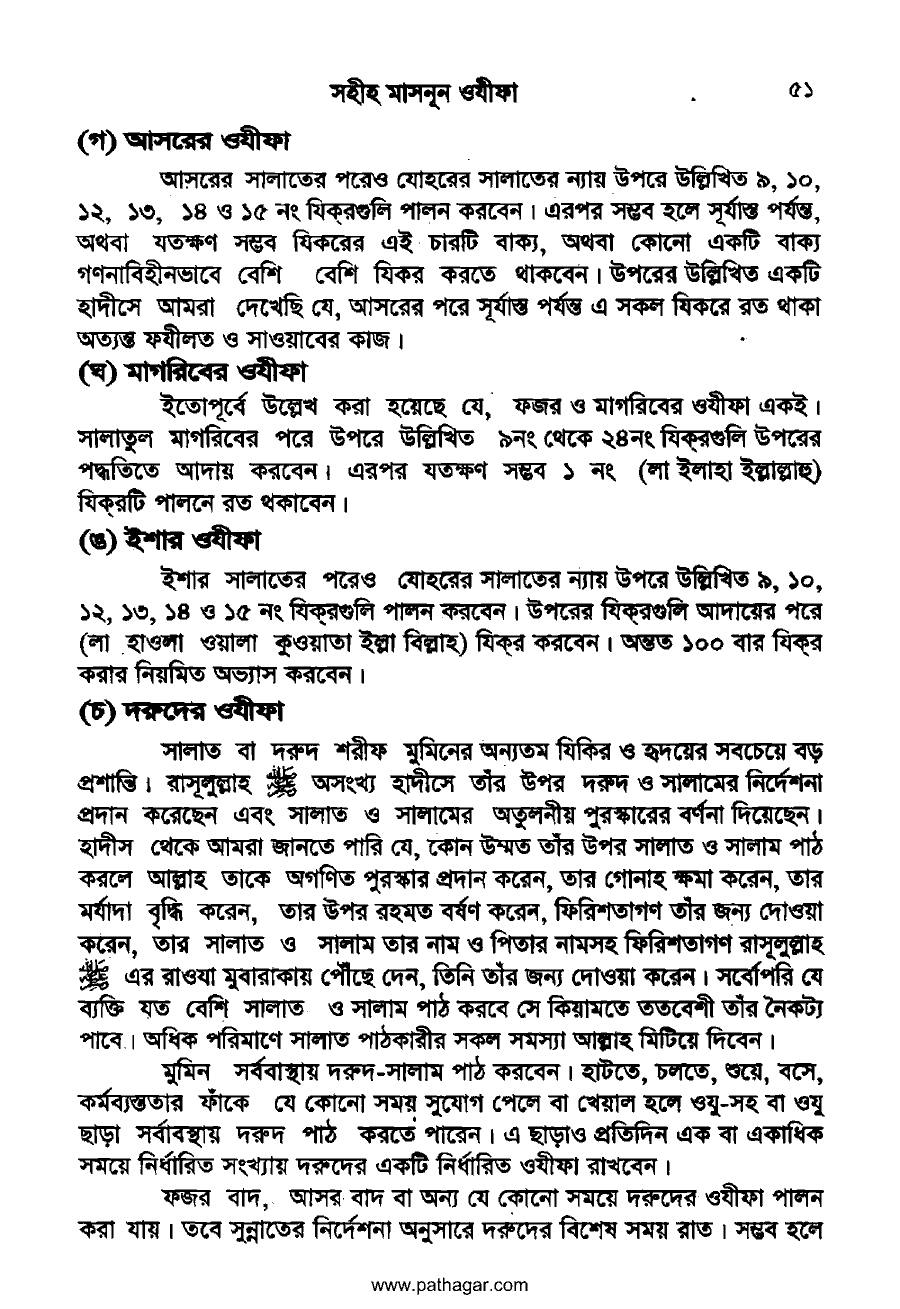 সহীহ মাসনূন ওযীফা ৫১
(গ) আসরের ওযীফা
আসরের সালাতের পরেও যোহরের সালাতের ন্যায় উপরে উল্লিখিত ৯, ১০,
১২, ১৩, ১৪ ও ১৫ নং যিক্‌রগুলি পালন করবেন। এরপর সম্ভব হলে সূর্যাস্ত পর্যন্ত,
অথবা যতক্ষণ সম্ভব যিকরের এই চারটি বাক্য, অথবা কোনো একটি বাক্য
গণনাবিহীনভাবে বেশি বেশি যিকর করতে থাকবেন। উপরের উল্লিখিত একটি
হাদীসে আমরা দেখেছি যে, আসরের পরে সূর্যাস্ত পর্যন্ত এ সকল যিকরে রত থাকা
অত্যন্ত ফযীলত ও সাওয়াবের কাজ।
(ঘ) মাগরিবের ওযীফা
ইতোপূর্বে উল্লেখ করা হয়েছে যে, ফজর ও মাগরিবের ওযীফা একই।
সালাতুল মাগরিবের পরে উপরে উল্লিখিত ৯নং থেকে ২৪নং যিক্‌রগুলি উপরের
পদ্ধতিতে আদায় করবেন। এরপর যতক্ষণ সম্ভব ১ নং (লা ইলাহা ইল্লাল্লাহু)
যিক্‌রটি পালনে রত থকাবেন।
(ঙ) ইশার ওযীফা
ইশার সালাতের পরেও যোহরের সালাতের ন্যায় উপরে উল্লিখিত ৯, ১০,
১২, ১৩, ১৪ ও ১৫ নং যিক্‌রগুলি পালন করবেন। উপরের যিক্‌রগুলি আদায়ের পরে
(লা হাওলা ওয়ালা কুওয়াতা ইল্লা বিল্লাহ) যিক্‌র করবেন। অন্তত ১০০ বার যিক্‌র
করার নিয়মিত অভ্যাস করবেন।
(চ) দরুদের ওযীফা
সালাত বা দরুদ শরীফ মুমিনের অন্যতম যিকির ও হৃদয়ের সবচেয়ে বড়
প্রশান্তি। রাসূলুল্লাহ ﷺ অসংখ্য হাদীসে তাঁর উপর দরুদ ও সালামের নির্দেশনা
প্রদান করেছেন এবং সালাত ও সালামের অতুলনীয় পুরস্কারের বর্ণনা দিয়েছেন।
হাদীস থেকে আমরা জানতে পারি যে, কোন উম্মত তাঁর উপর সালাত ও সালাম পাঠ
করলে আল্লাহ তাকে অগণিত পুরস্কার প্রদান করেন, তার গোনাহ ক্ষমা করেন, তার
মর্যাদা বৃদ্ধি করেন, তার উপর রহমত বর্ষণ করেন, ফিরিশতাগণ তাঁর জন্য দোওয়া
করেন, তার সালাত ও সালাম তার নাম ও পিতার নামসহ ফিরিশতাগণ রাসূলুল্লাহ
ﷺ এর রাওযা মুবারাকায় পৌঁছে দেন, তিনি তাঁর জন্য দোওয়া করেন। সর্বোপরি যে
ব্যক্তি যত বেশি সালাত ও সালাম পাঠ করবে সে কিয়ামতে ততবেশী তাঁর নৈকট্য
পাবে। অধিক পরিমাণে সালাত পাঠকারীর সকল সমস্যা আল্লাহ মিটিয়ে দিবেন।
মুমিন সর্ববাস্থায় দরুদ-সালাম পাঠ করবেন। হাটতে, চলতে, শুয়ে, বসে,
কর্মব্যস্ততার ফাঁকে যে কোনো সময় সুযোগ পেলে বা খেয়াল হলে ওযু-সহ বা ওযু
ছাড়া সর্বাবস্থায় দরুদ পাঠ করতে পারেন। এ ছাড়াও প্রতিদিন এক বা একাধিক
সময়ে নির্ধারিত সংখ্যায় দরুদের একটি নির্ধারিত ওযীফা রাখবেন।
ফজর বাদ, আসর বাদ বা অন্য যে কোনো সময়ে দরুদের ওযীফা পালন
করা যায়। তবে সুন্নাতের নির্দেশনা অনুসারে দরুদের বিশেষ সময় রাত। সম্ভব হলে
www.pathagar.com